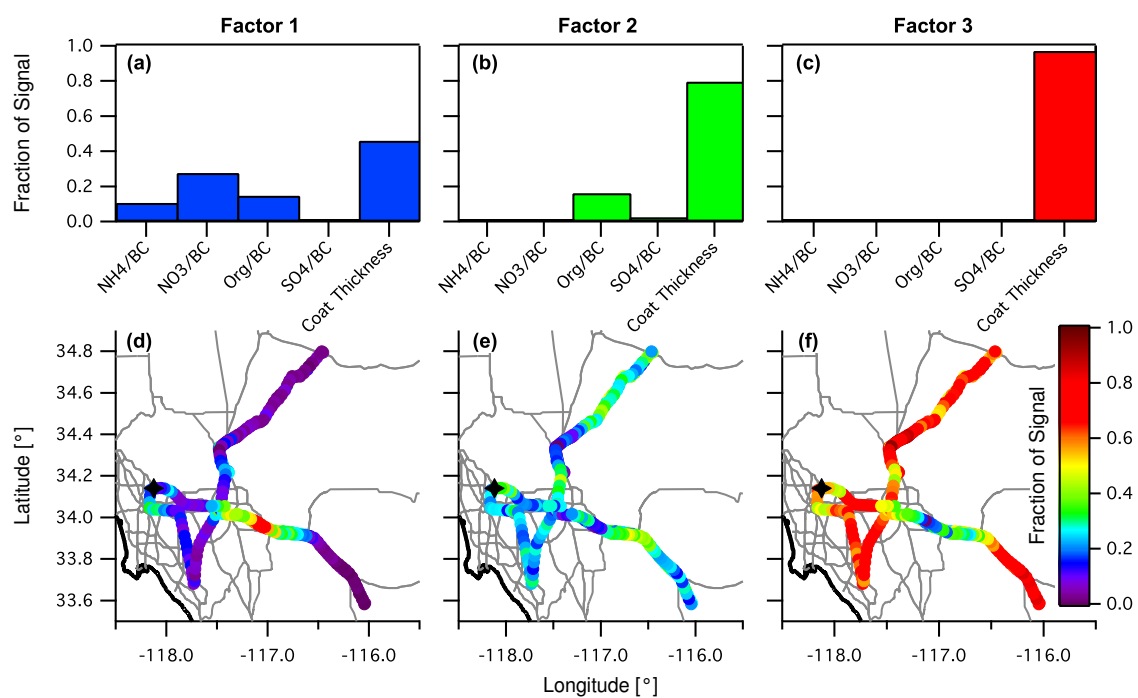 Factor 1
Factor 2
Factor 3
Fraction of Signal
1.0
0.8
0.6
0.4
0.2
0.0
(a)
(b)
(c)
NH4/BC
NO3/BC
Org/BC
SO4/BC
Coat Thickness
NH4/BC
NO3/BC
Org/BC
SO4/BC
Coat Thickness
NH4/BC
NO3/BC
Org/BC
SO4/BC
Coat Thickness
Latitude [°]
34.8
34.6
34.4
34.2
34.0
33.8
33.6
(d)
(e)
(f)
Fraction of Signal
1.0
0.8
0.6
0.4
0.2
0.0
-118.0
-117.0
-116.0
-118.0
-117.0
-116.0
-118.0
-117.0
-116.0
Longitude [°]